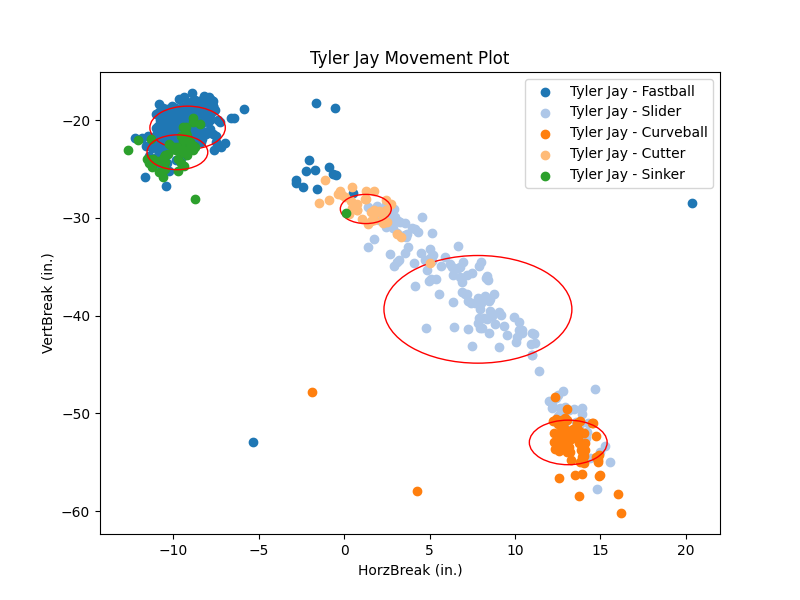 Tyler Jay Movement Plot
Tyler Jay - Fastball
Tyler Jay - Slider
Tyler Jay - Curveball
Tyler Jay - Cutter
Tyler Jay - Sinker
VertBreak (in.)
−20
−30
−40
−50
−60
−10
−5
0
5
10
15
20
HorzBreak (in.)